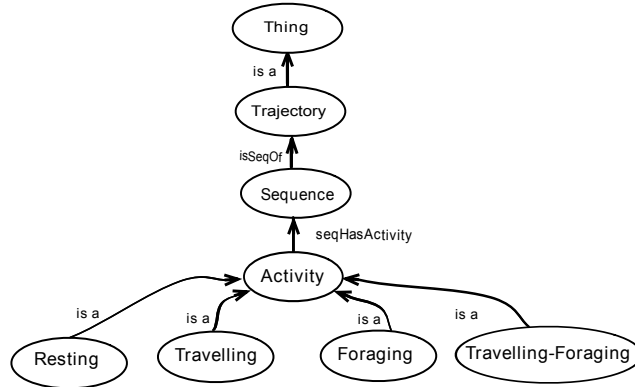 Thing
is a
Trajectory
isSeqOf
Sequence
seqHasActivity
Activity
is a
is a
is a
is a
Resting
Travelling
Foraging
Travelling-Foraging